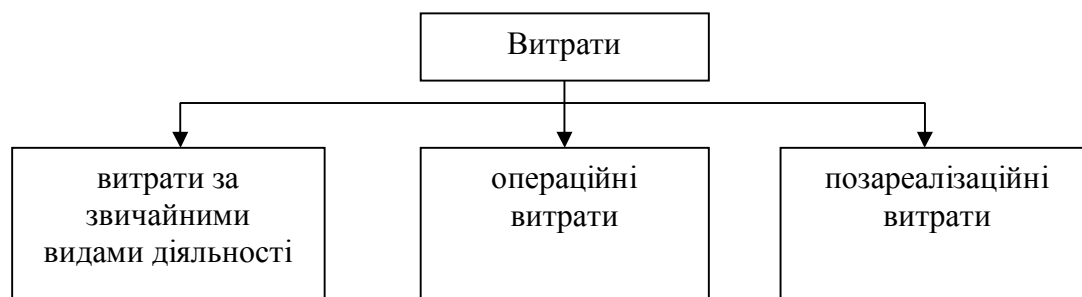 Витрати
витрати за
звичайними
видами діяльності
операційні
витрати
позареалізаційні
витрати